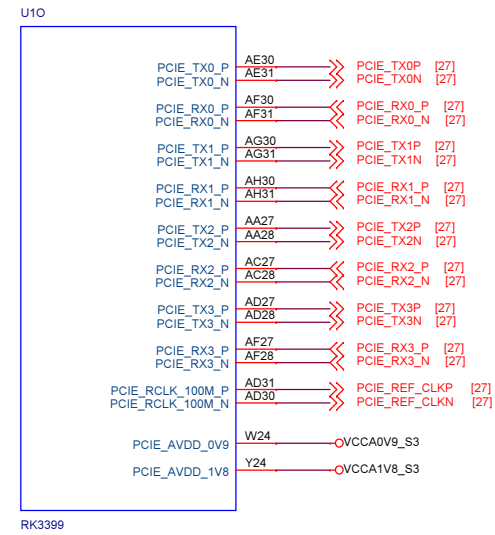 U1O
PCIE_TX0_P AE30 PCIE_TX0P [27]
PCIE_TX0_N AE31 PCIE_TX0N [27]
PCIE_RX0_P AF30 PCIE_RX0_P [27]
PCIE_RX0_N AF31 PCIE_RX0_N [27]
PCIE_TX1_P AG30 PCIE_TX1P [27]
PCIE_TX1_N AG31 PCIE_TX1N [27]
PCIE_RX1_P AH30 PCIE_RX1_P [27]
PCIE_RX1_N AH31 PCIE_RX1_N [27]
PCIE_TX2_P AA27 PCIE_TX2P [27]
PCIE_TX2_N AA28 PCIE_TX2N [27]
PCIE_RX2_P AC27 PCIE_RX2_P [27]
PCIE_RX2_N AC28 PCIE_RX2_N [27]
PCIE_TX3_P AD27 PCIE_TX3P [27]
PCIE_TX3_N AD28 PCIE_TX3N [27]
PCIE_RX3_P AF27 PCIE_RX3_P [27]
PCIE_RX3_N AF28 PCIE_RX3_N [27]
PCIE_RCLK_100M_P AD31 PCIE_REF_CLKP [27]
PCIE_RCLK_100M_N AD30 PCIE_REF_CLKN [27]
PCIE_AVDD_0V9 W24 VCCA0V9_S3
PCIE_AVDD_1V8 Y24 VCCA1V8_S3
RK3399